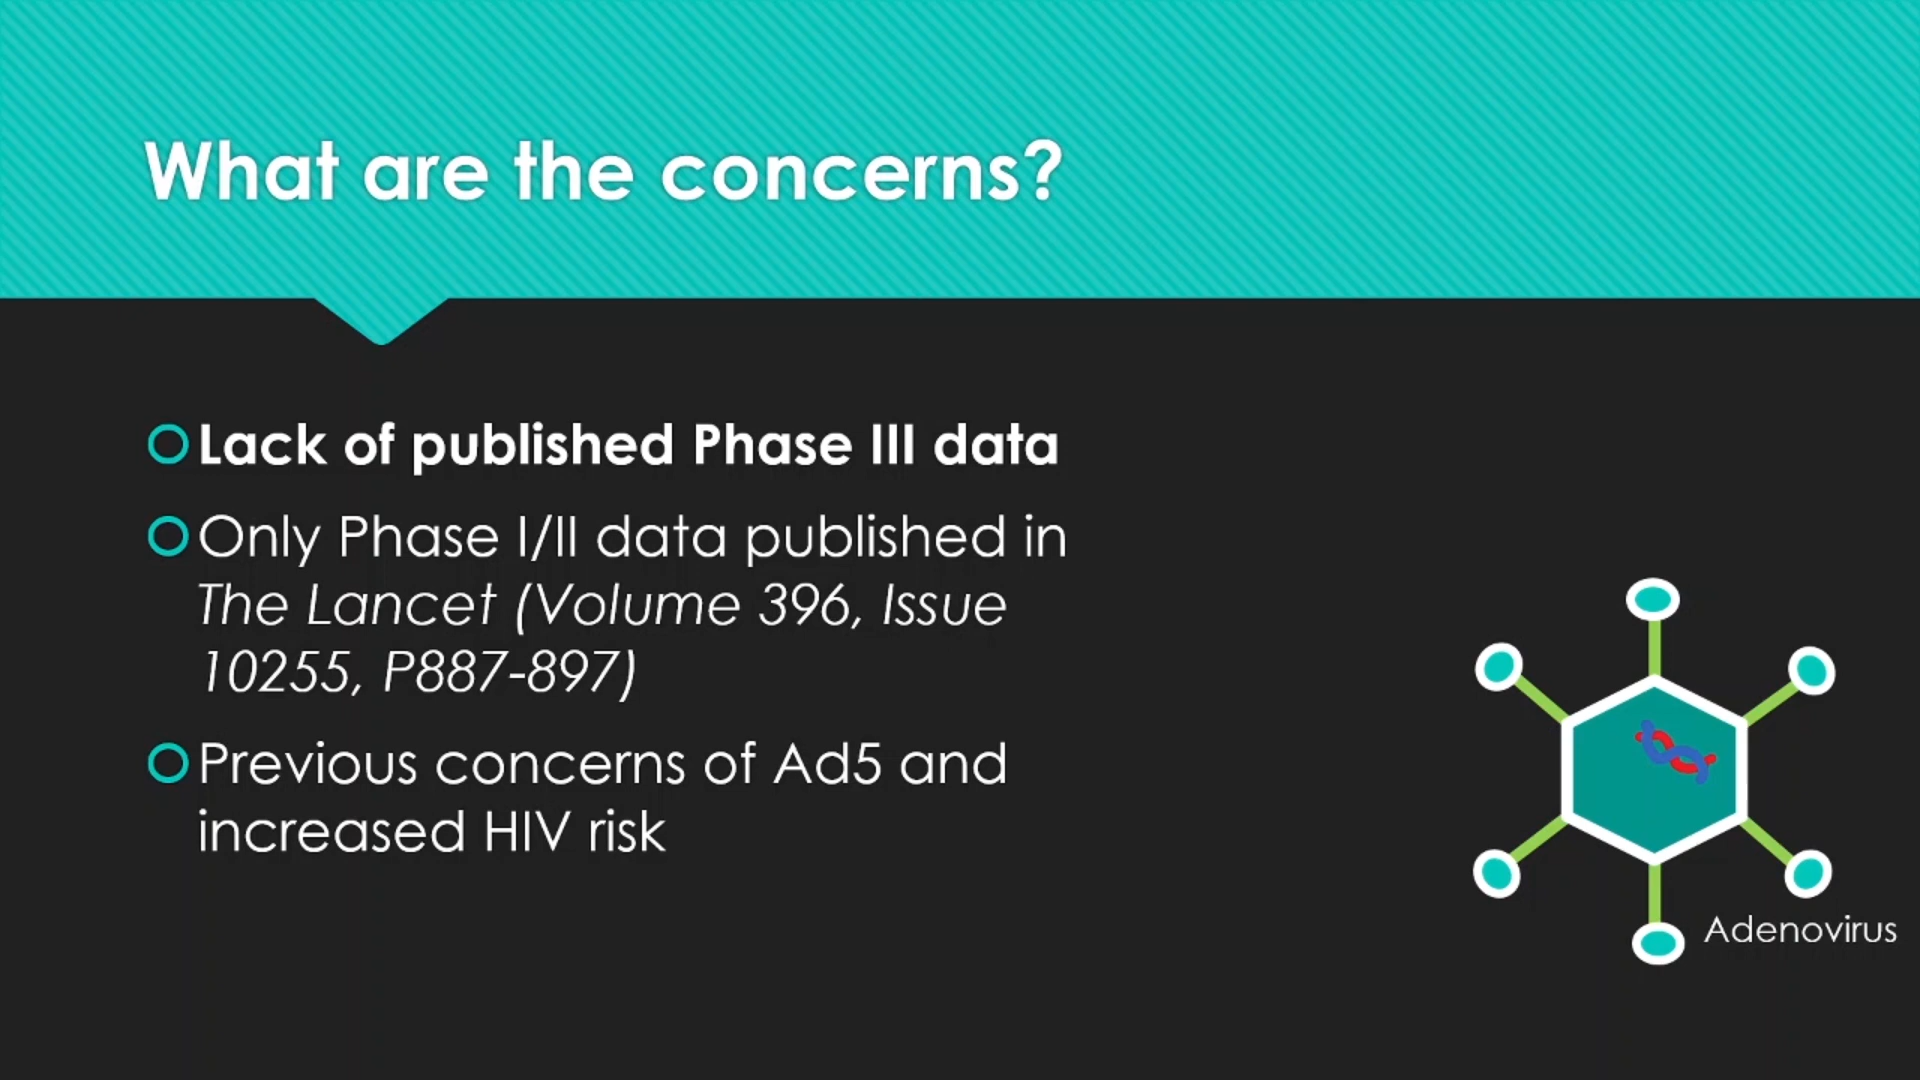 What are the concerns?
Lack of published Phase III data
Only Phase I/II data published in
The Lancet (Volume 396, Issue
10255, P887-897)
Previous concerns of Ad5 and
increased HIV risk
Adenovirus